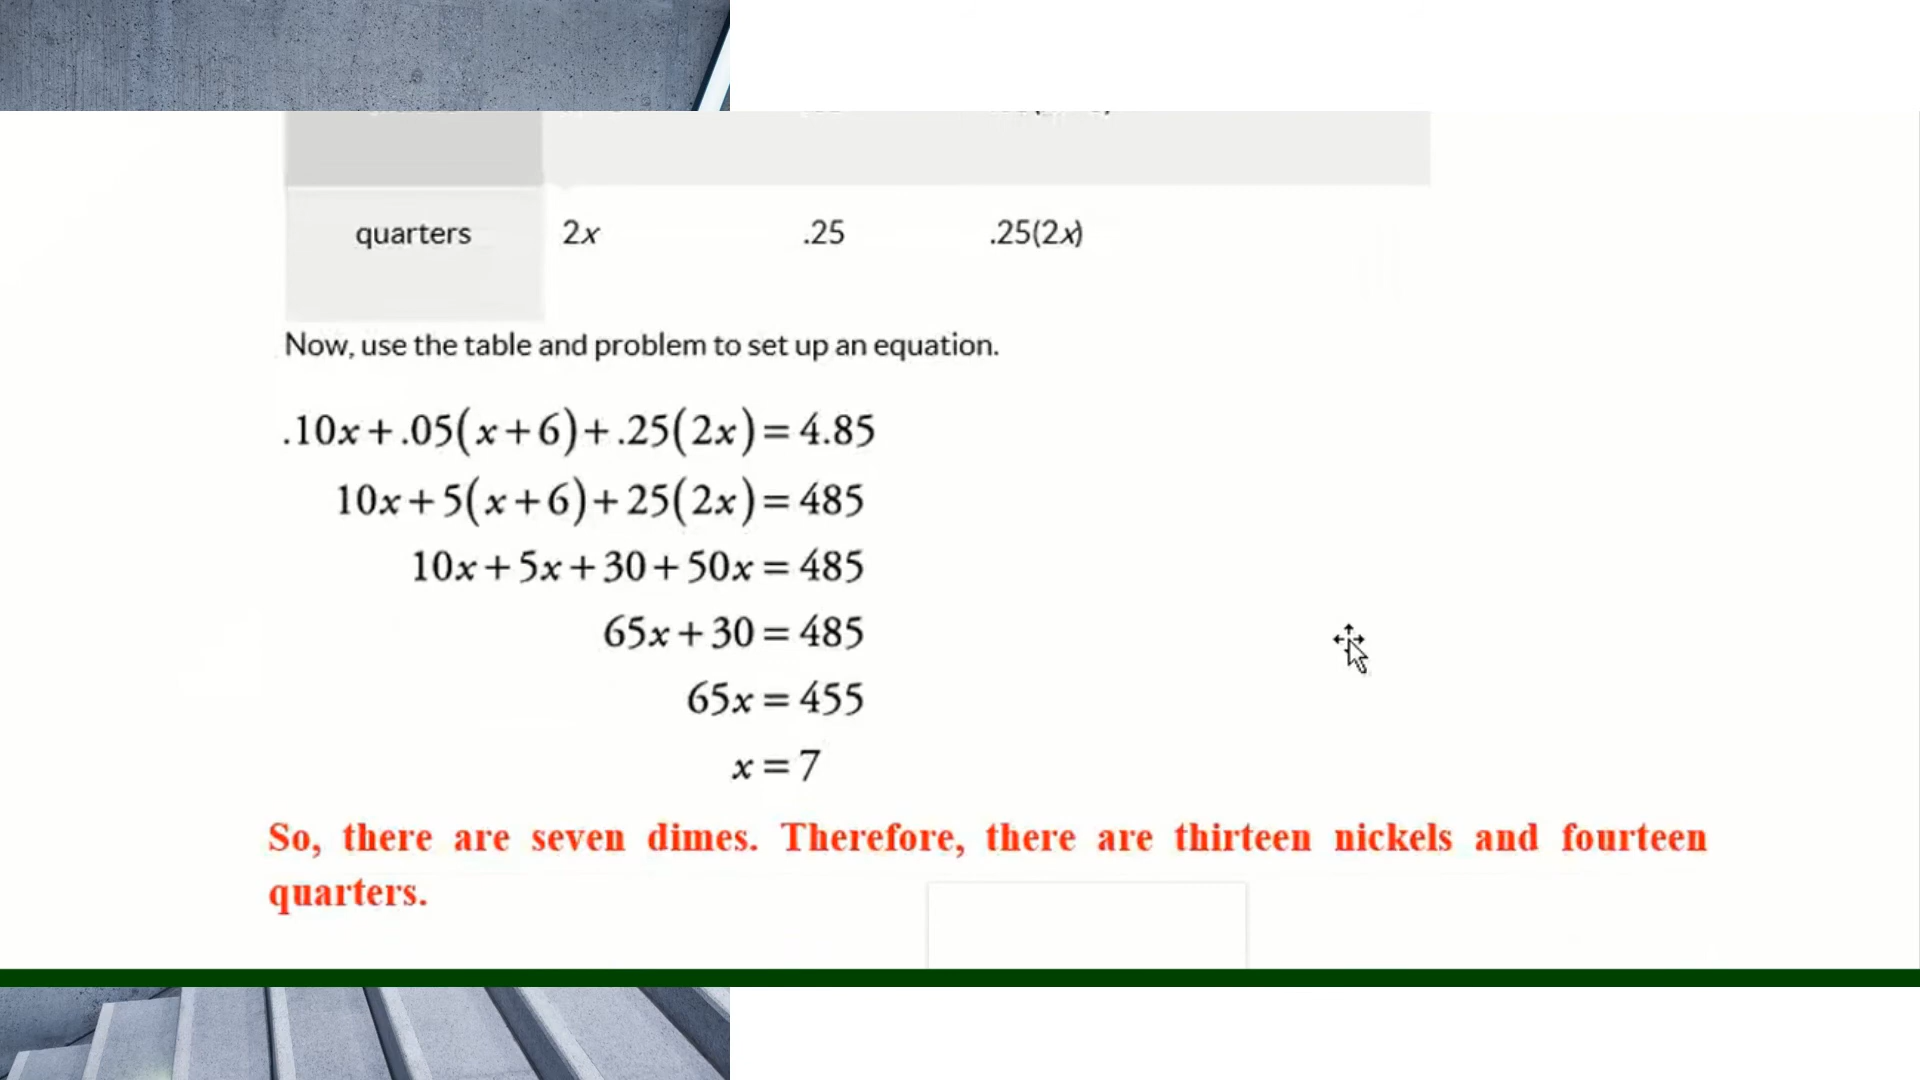 quarters 2x .25 .25(2x)
Now, use the table and problem to set up an equation.
.10x+.05(x+6)+.25(2x)=4.85
10x+5(x+6)+25(2x)=485
10x+5x+30+50x=485
65x+30=485
65x=455
x=7
So, there are seven dimes. Therefore, there are thirteen nickels and fourteen
quarters.